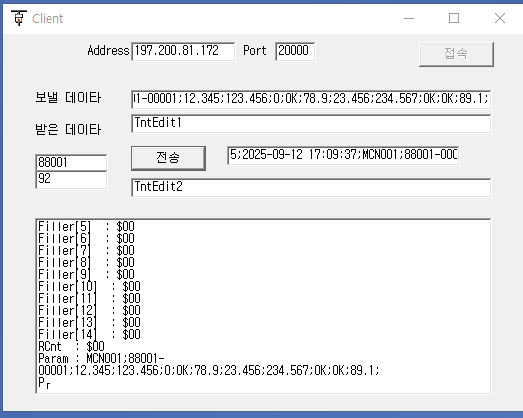 Client
Address 197.200.81.172 Port 20000 접속
보낼 데이타 01-00001;12.345;123.456;0;OK;78.9;23.456;234.567;OK;OK;89.1;
받은 데이타 TntEdit1
88001 전송 5;2025-09-12 17:09:37;MCN001;88001-000
92 TntEdit2
Filler[5] : $00
Filler[6] : $00
Filler[7] : $00
Filler[8] : $00
Filler[9] : $00
Filler[10] : $00
Filler[11] : $00
Filler[12] : $00
Filler[13] : $00
Filler[14] : $00
RCnt : $00
Param : MCN001;88001-
00001;12.345;123.456;0;OK;78.9;23.456;234.567;OK;OK;89.1;
Pr